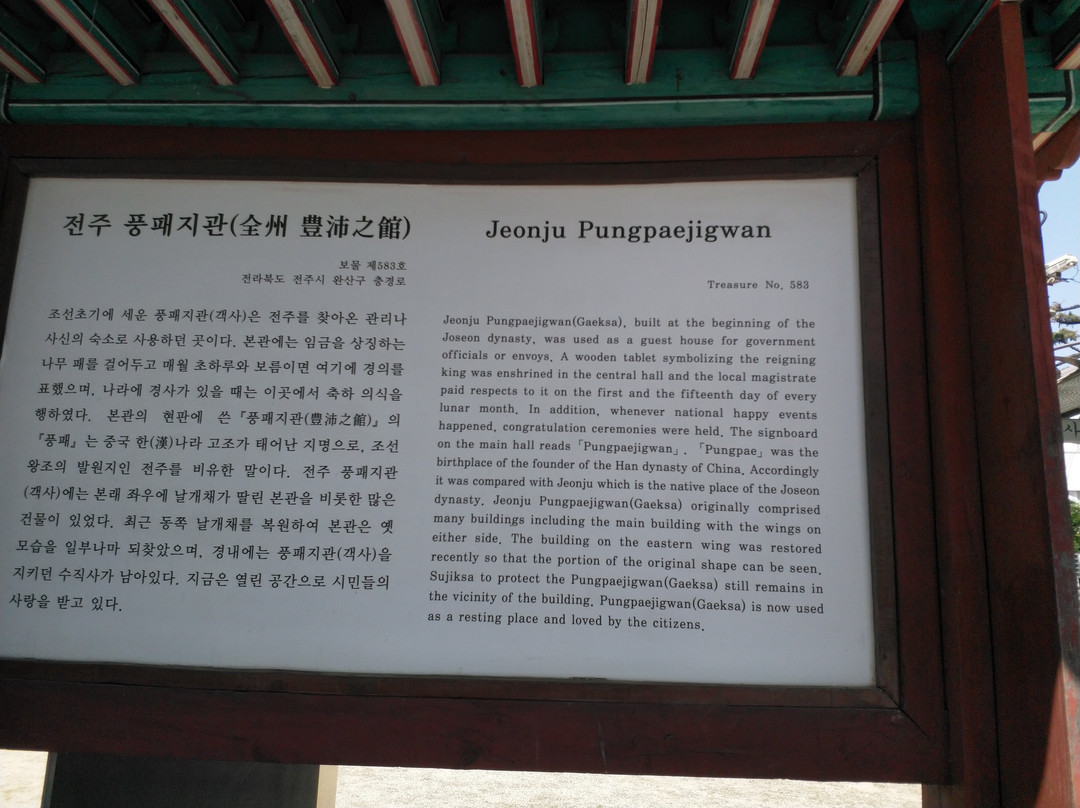 전주 풍패지관(全州 豊沛之館)
보물 제583호
전라북도 전주시 완산구 충경로
조선초기에 세운 풍패지관(객사)은 전주를 찾아온 관리나
사신의 숙소로 사용하던 곳이다. 본관에는 임금을 상징하는
나무 패를 걸어두고 매월 초하루와 보름이면 여기에 경의를
표했으며, 나라에 경사가 있을 때는 이곳에서 축하 의식을
행하였다. 본관의 현판에 쓴『풍패지관(豊沛之館)』의
『풍패』는 중국 한(漢)나라 고조가 태어난 지명으로, 조선
왕조의 발원지인 전주를 비유한 말이다. 전주 풍패지관
(객사)에는 본래 좌우에 날개채가 딸린 본관을 비롯한 많은
건물이 있었다. 최근 동쪽 날개채를 복원하여 본관은 옛
모습을 일부나마 되찾았으며, 경내에는 풍패지관(객사)을
지키던 수직사가 남아있다. 지금은 열린 공간으로 시민들의
사랑을 받고 있다.
Jeonju Pungpaejigwan
Treasure No. 583
Jeonju Pungpaejigwan(Gaeksa), built at the beginning of the
Joseon dynasty, was used as a guest house for government
officials or envoys. A wooden tablet symbolizing the reigning
king was enshrined in the central hall and the local magistrate
paid respects to it on the first and the fifteenth day of every
lunar month. In addition, whenever national happy events
happened, congratulation ceremonies were held. The signboard
on the main hall reads「Pungpaejigwan」.「Pungpae」was the
birthplace of the founder of the Han dynasty of China. Accordingly
it was compared with Jeonju which is the native place of the Joseon
dynasty. Jeonju Pungpaejigwan(Gaeksa) originally comprised
many buildings including the main building with the wings on
either side. The building on the eastern wing was restored
recently so that the portion of the original shape can be seen.
Sujiksa to protect the Pungpaejigwan(Gaeksa) still remains in
the vicinity of the building. Pungpaejigwan(Gaeksa) is now used
as a resting place and loved by the citizens.